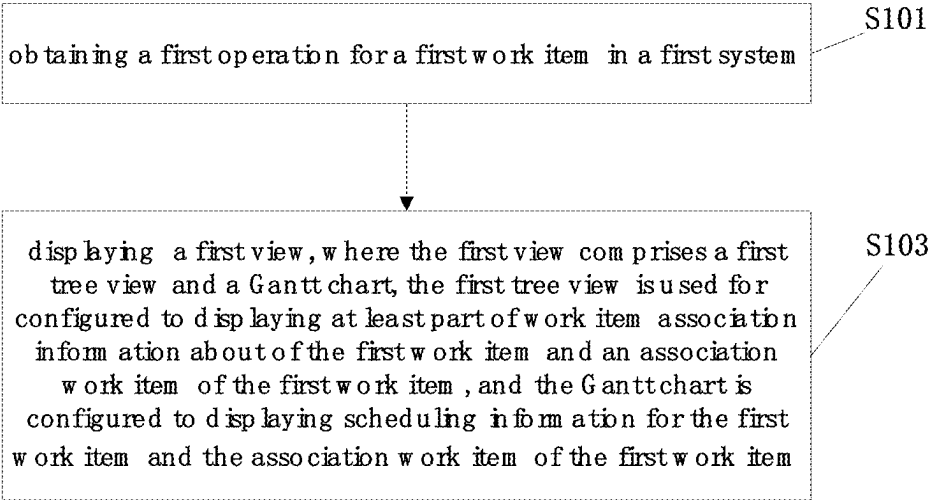 S101
obtaining a first operation for a first work item in a first system
S103
displaying a first view, where the first view comprises a first
tree view and a Gantt chart, the first tree view is used for
configured to displaying at least part of work item association
information about of the first work item and an association
work item of the first work item, and the Gantt chart is
configured to displaying scheduling information for the first
work item and the association work item of the first work item